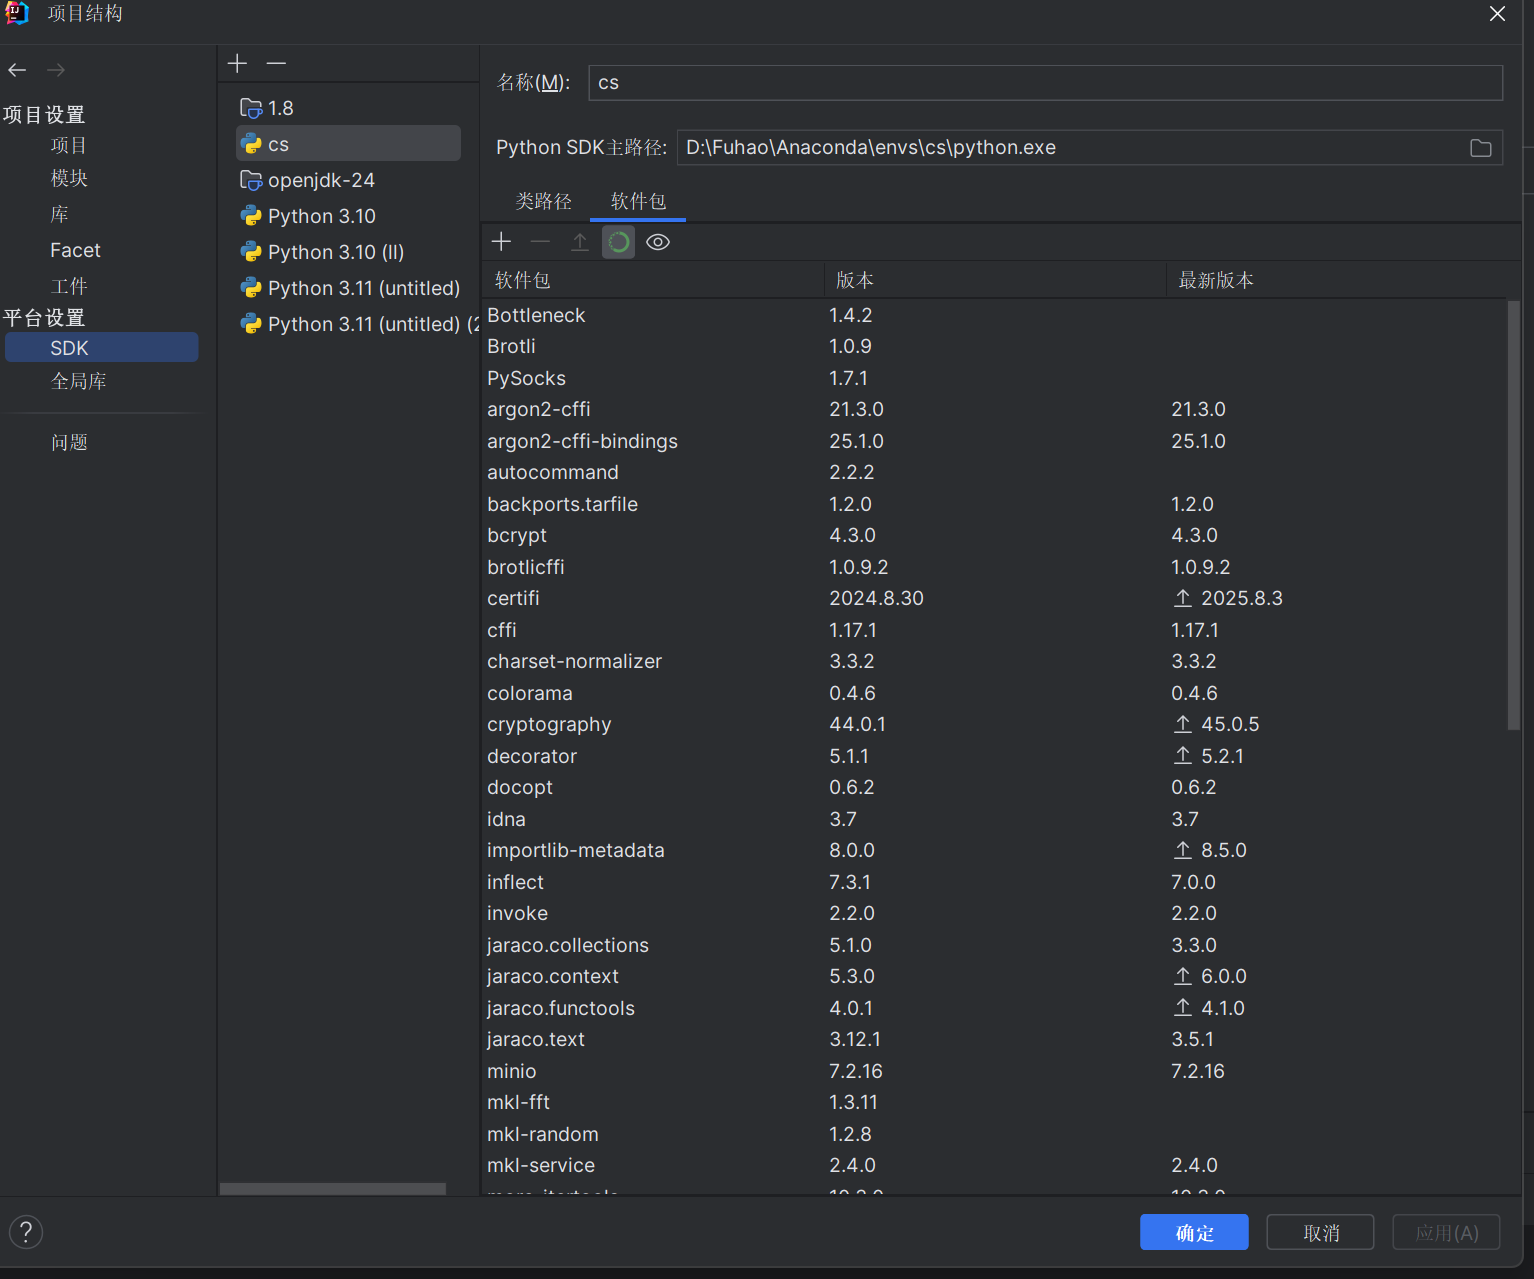 项目结构
项目设置
项目
模块
库
Facet
工件
平台设置
SDK
全局库
问题
1.8
cs
openjdk-24
Python 3.10
Python 3.10 (II)
Python 3.11 (untitled)
Python 3.11 (untitled) (2
名称(M): cs
Python SDK主路径: D:\Fuhao\Anaconda\envs\cs\python.exe
类路径 软件包
软件包 版本 最新版本
Bottleneck 1.4.2
Brotli 1.0.9
PySocks 1.7.1
argon2-cffi 21.3.0 21.3.0
argon2-cffi-bindings 25.1.0 25.1.0
autocommand 2.2.2
backports.tarfile 1.2.0 1.2.0
bcrypt 4.3.0 4.3.0
brotlicffi 1.0.9.2 1.0.9.2
certifi 2024.8.30 2025.8.3
cffi 1.17.1 1.17.1
charset-normalizer 3.3.2 3.3.2
colorama 0.4.6 0.4.6
cryptography 44.0.1 45.0.5
decorator 5.1.1 5.2.1
docopt 0.6.2 0.6.2
idna 3.7 3.7
importlib-metadata 8.0.0 8.5.0
inflect 7.3.1 7.0.0
invoke 2.2.0 2.2.0
jaraco.collections 5.1.0 3.3.0
jaraco.context 5.3.0 6.0.0
jaraco.functools 4.0.1 4.1.0
jaraco.text 3.12.1 3.5.1
minio 7.2.16 7.2.16
mkl-fft 1.3.11
mkl-random 1.2.8
mkl-service 2.4.0 2.4.0
?
确定 取消 应用(A)